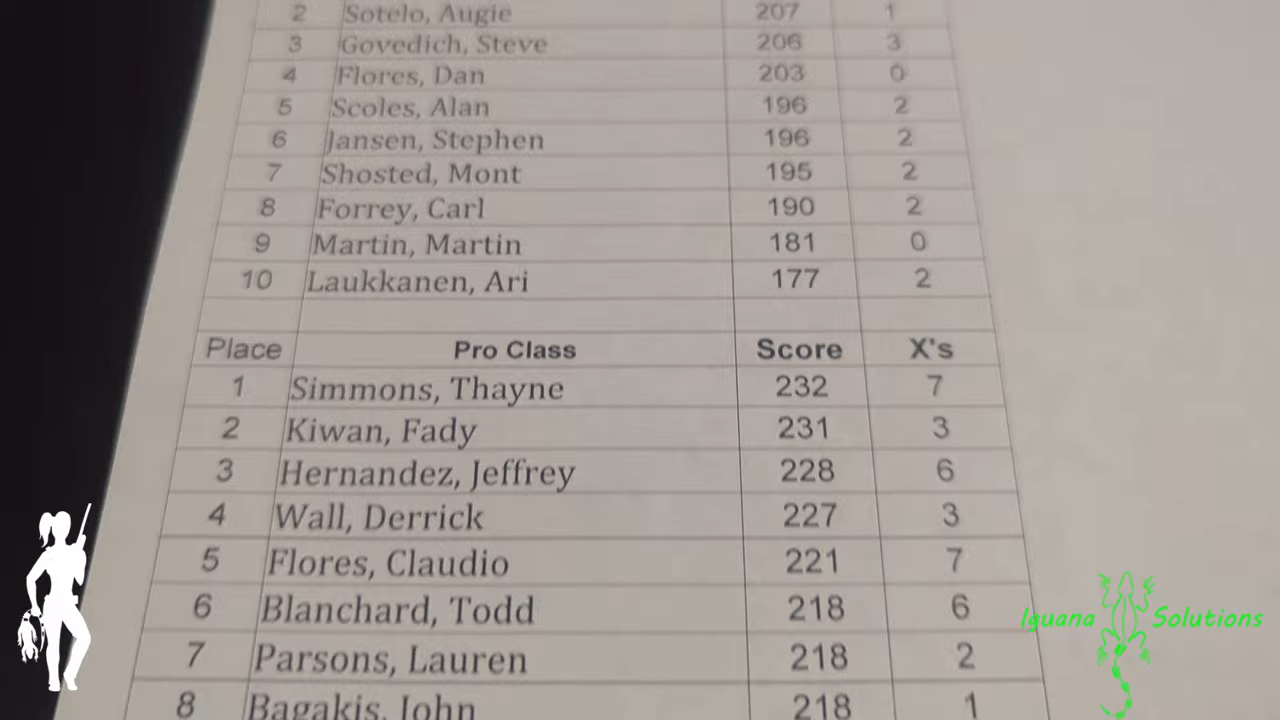 2 Sotelo, Augie 207 1
3 Govedich, Steve 206 3
4 Flores, Dan 203 0
5 Scoles, Alan 196 2
6 Jansen, Stephen 196 2
7 Shosted, Mont 195 2
8 Forrey, Carl 190 2
9 Martin, Martin 181 0
10 Laukkanen, Ari 177 2
Place Pro Class Score X's
1 Simmons, Thayne 232 7
2 Kiwan, Fady 231 3
3 Hernandez, Jeffrey 228 6
4 Wall, Derrick 227 3
5 Flores, Claudio 221 7
6 Blanchard, Todd 218 6
7 Parsons, Lauren 218 2
8 Bagakis, John 218 1
Iguana Solutions